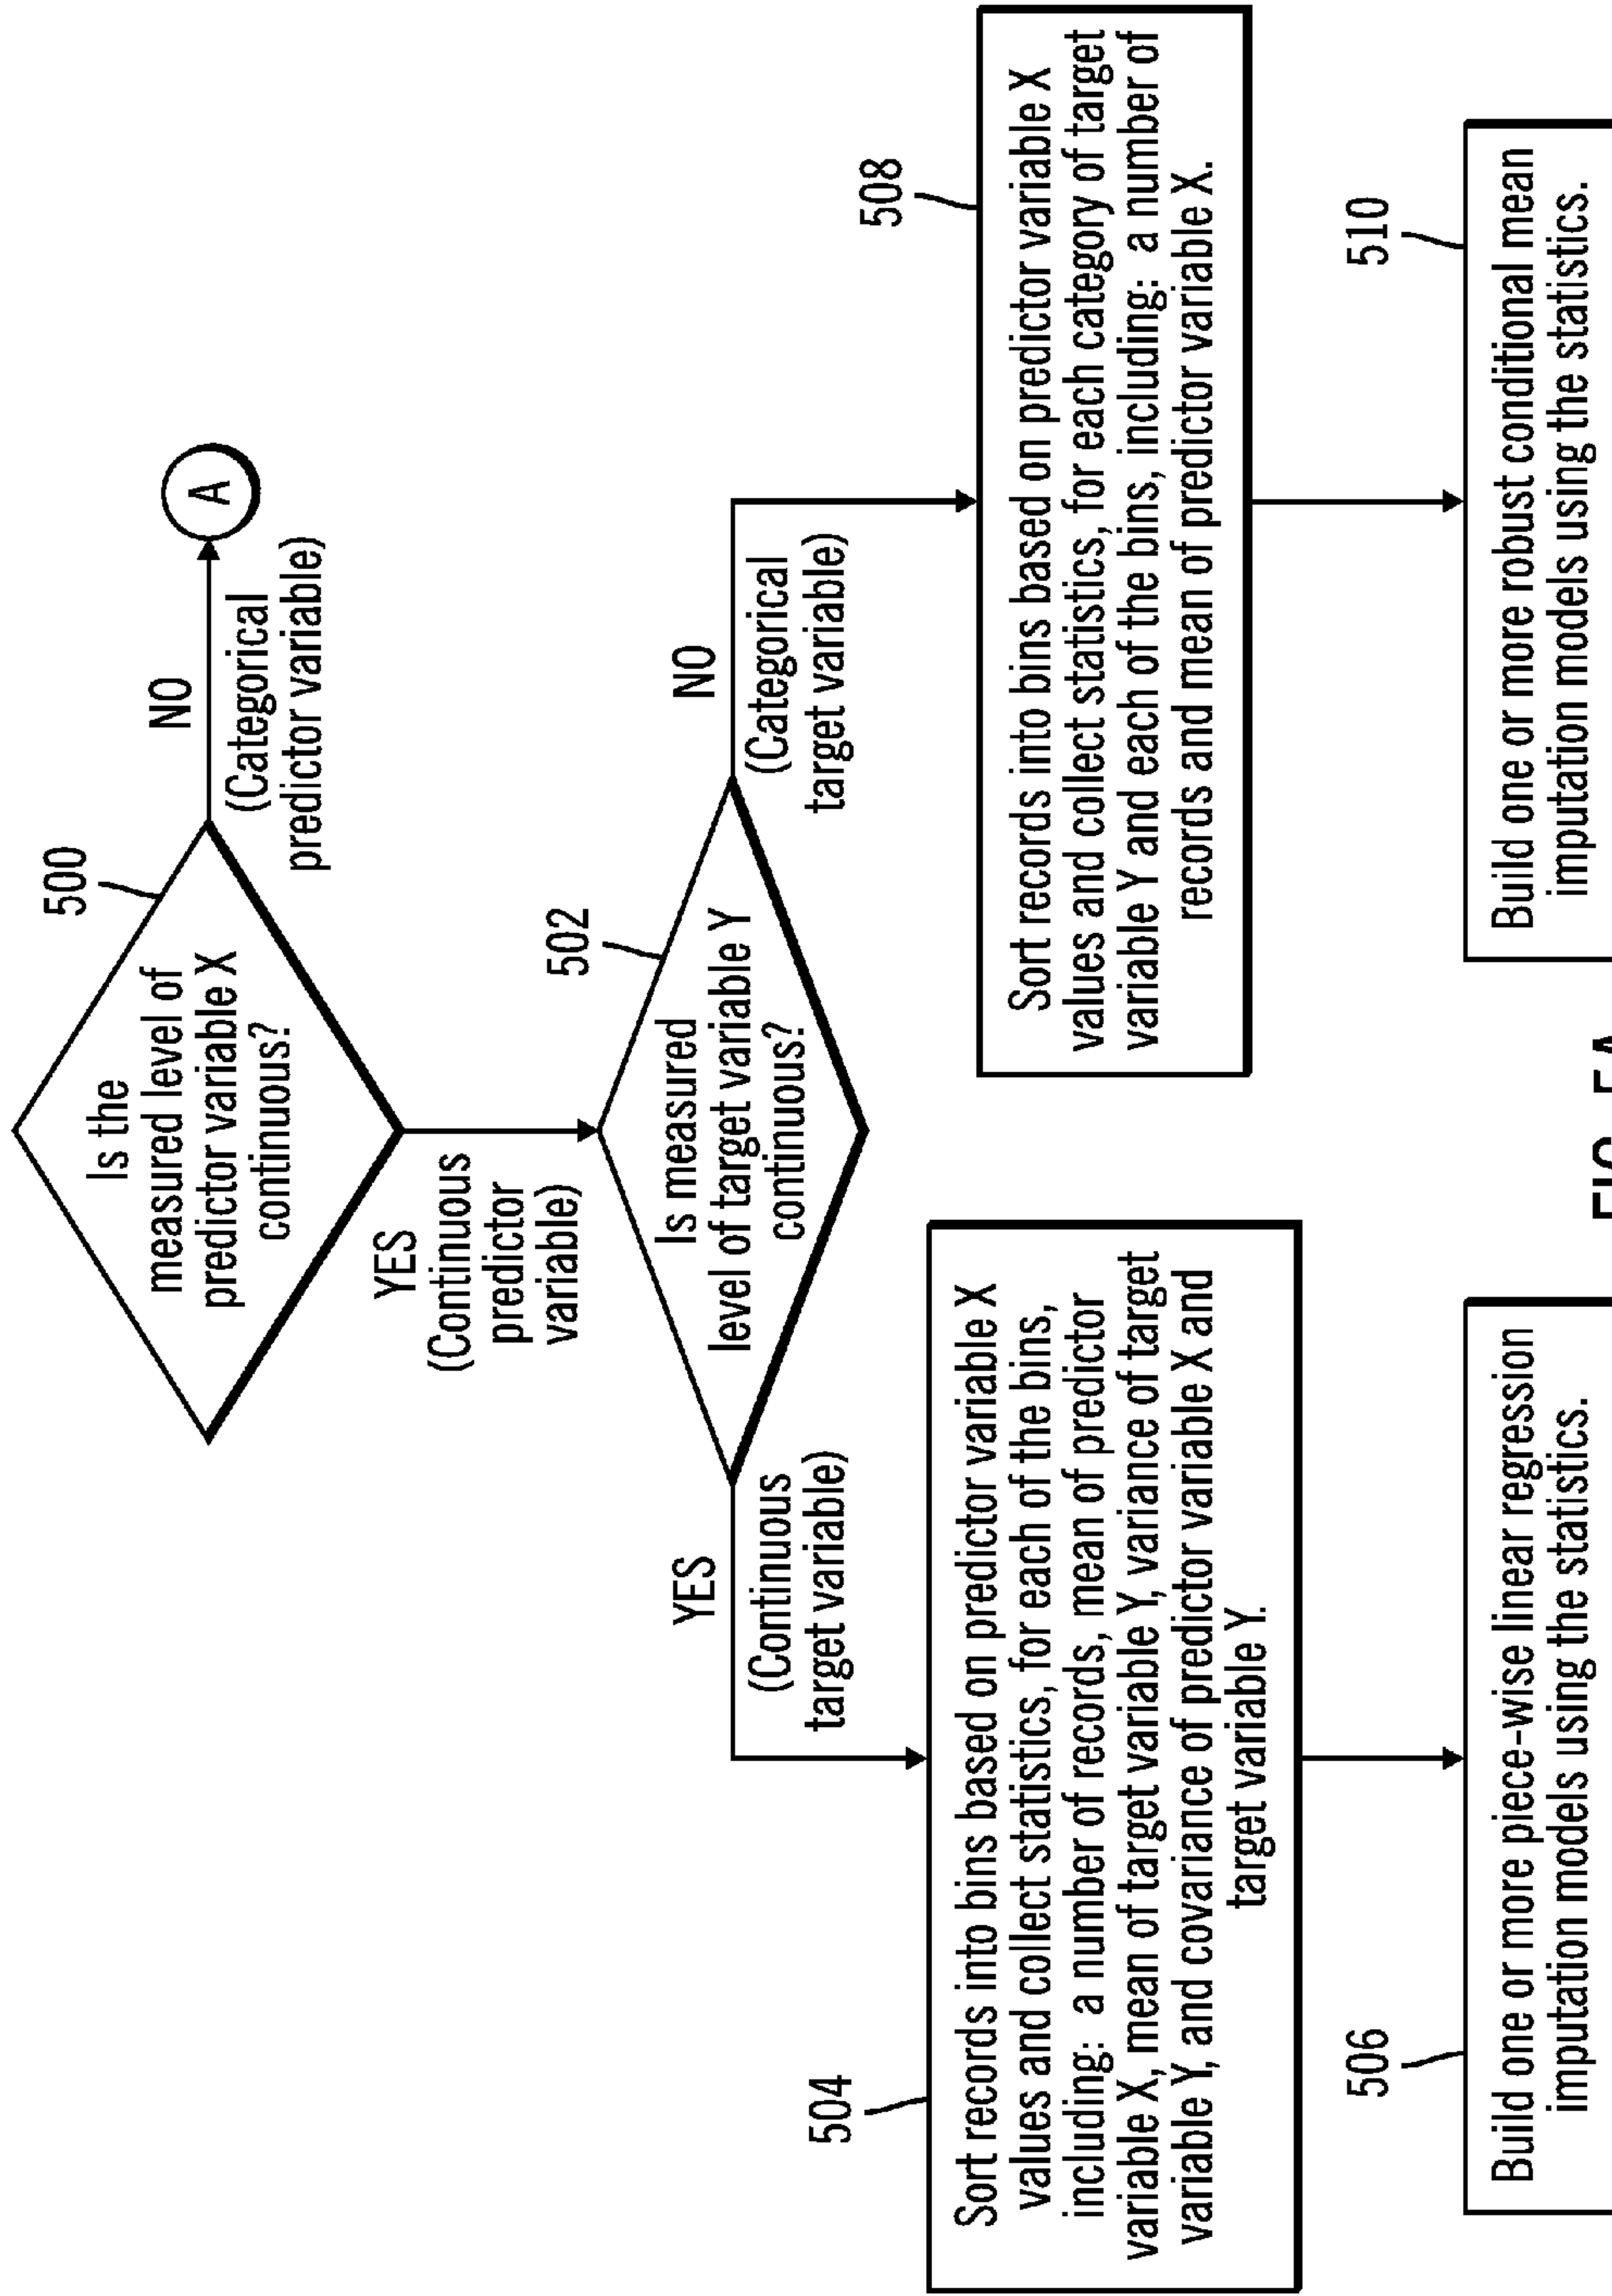 500
Is the
measured level of
predictor variable X
continuous?
NO
(Categorical
predictor variable)
A
YES
(Continuous
predictor
variable)
502
Is measured
level of target variable Y
continuous?
YES
(Continuous
target variable)
NO
(Categorical
target variable)
504
Sort records into bins based on predictor variable X
values and collect statistics, for each of the bins,
including: a number of records, mean of predictor
variable X, mean of target variable Y, variance of target
variable Y, and covariance of predictor variable X and
target variable Y.
508
Sort records into bins based on predictor variable X
values and collect statistics, for each category of target
variable Y and each of the bins, including: a number of
records and mean of predictor variable X.
506
Build one or more piece-wise linear regression
imputation models using the statistics.
510
Build one or more robust conditional mean
imputation models using the statistics.